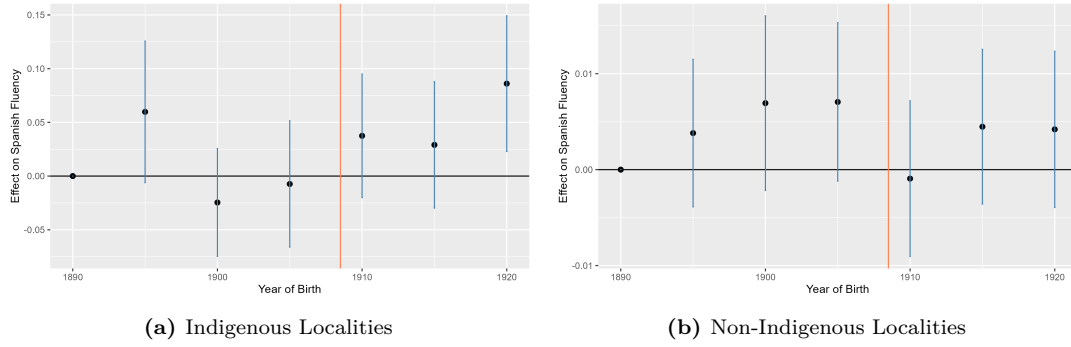 0.15
0.10
0.05
0.00
-0.05
Effect on Spanish Fluency
1890
1900
1910
1920
Year of Birth
(a) Indigenous Localities
0.01
0.00
-0.01
Effect on Spanish Fluency
1890
1900
1910
1920
Year of Birth
(b) Non-Indigenous Localities